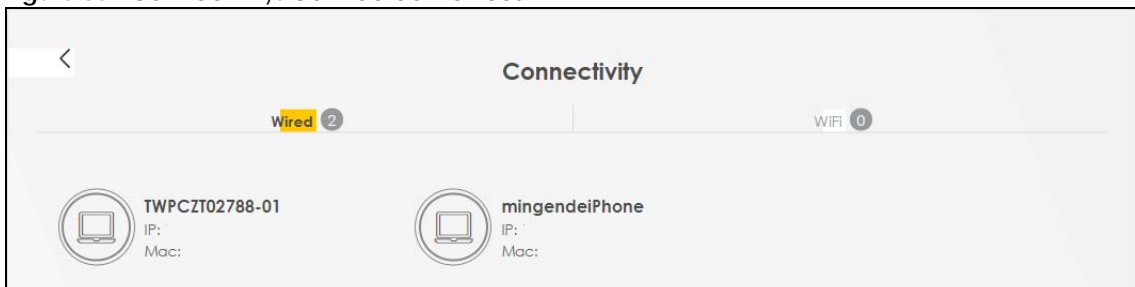 Connectivity
Wired 2
WiFi 0
TWPCZT02788-01
IP:
Mac:
mingendeiPhone
IP:
Mac: